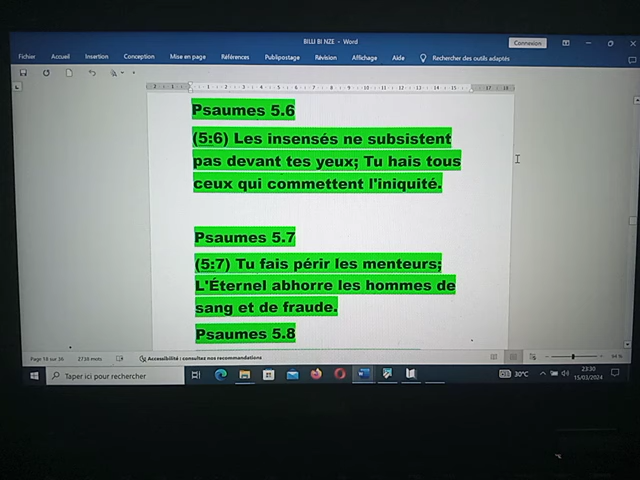 BILLI BI NZE - Word
Connexion
Fichier Accueil Insertion Conception Mise en page Références Publipostage Révision Affichage Aide Rechercher des outils adaptés
Psaumes 5.6
(5:6) Les insensés ne subsistent
pas devant tes yeux; Tu hais tous
ceux qui commettent l'iniquité.
Psaumes 5.7
(5:7) Tu fais périr les menteurs;
L'Éternel abhorre les hommes de
sang et de fraude.
Psaumes 5.8
Page 18 sur 36 2738 mots Accessibilité : consultez nos recommandations 94 %
Taper ici pour rechercher
30°C
23:30
15/03/2024